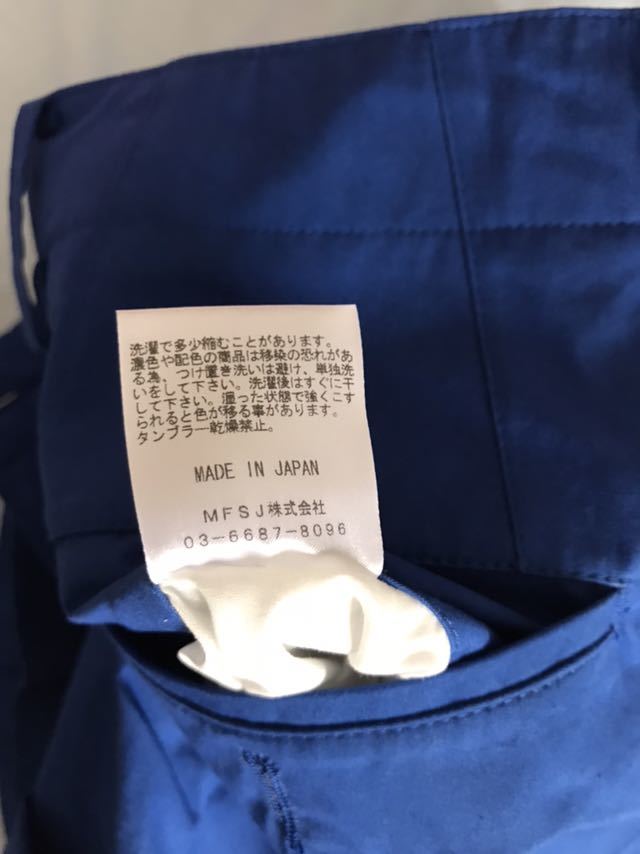 洗濯で多少縮むことがあります。
濃色や配色の商品は移染の恐れがあ
る為、つけ置き洗いは避け、単独洗
いをして下さい。洗濯後はすぐに干
して下さい。湿った状態で強くこす
られると色が移る事があります。
タンブラー乾燥禁止。
MADE IN JAPAN
MFSJ株式会社
03-6687-8096